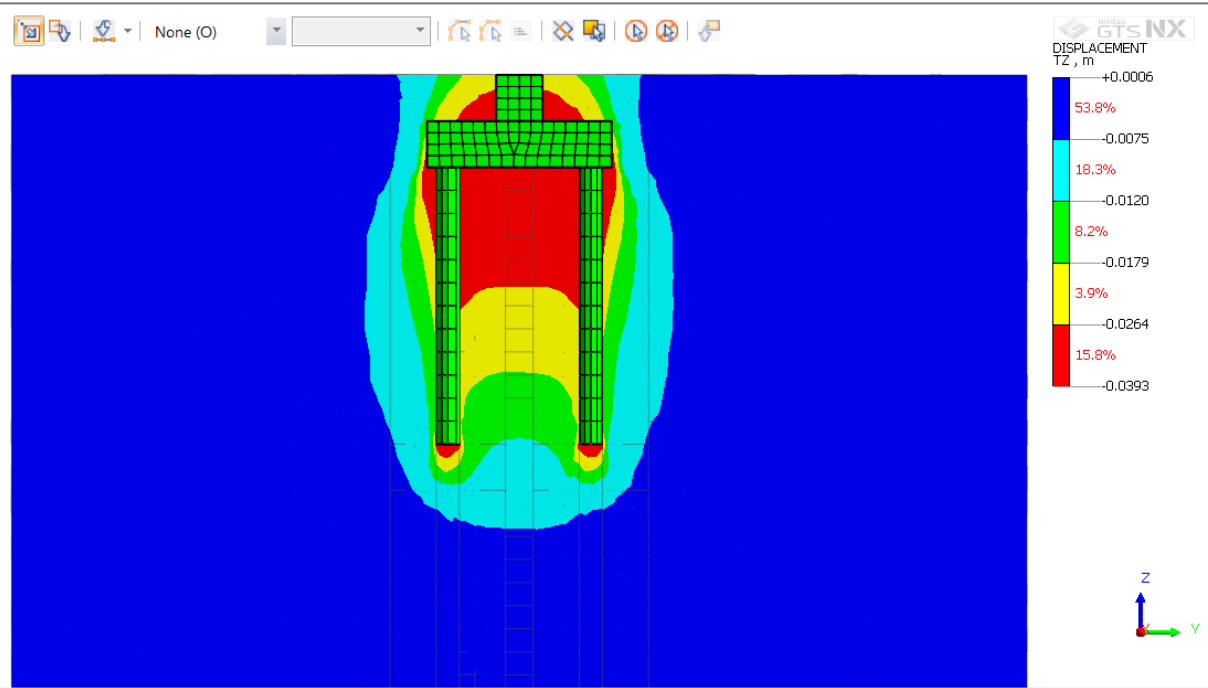 None (O)
midas
GTS NX
DISPLACEMENT
TZ , m
+0.0006
53.8%
-0.0075
18.3%
-0.0120
8.2%
-0.0179
3.9%
-0.0264
15.8%
-0.0393
Z
Y